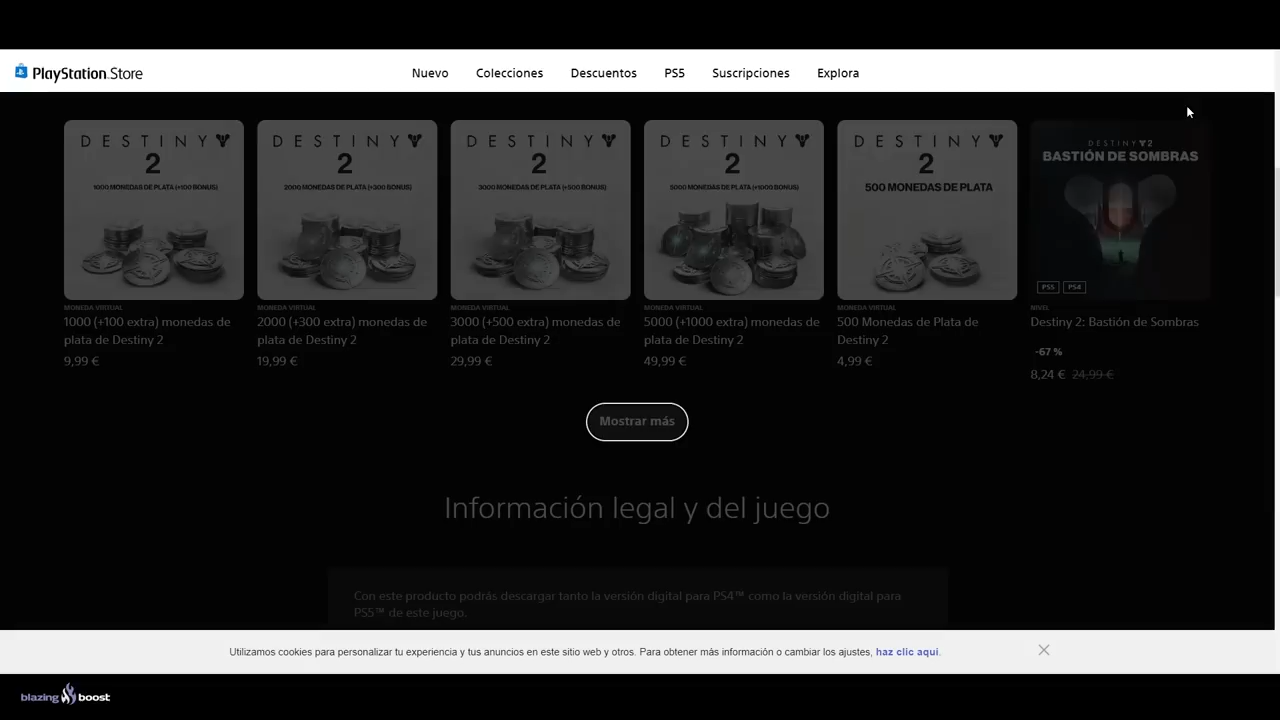 PlayStation.Store
Nuevo Colecciones Descuentos PS5 Suscripciones Explora
DESTINY
2
1000 MONEDAS DE PLATA (+100 BONUS)
DESTINY
2
2000 MONEDAS DE PLATA (+300 BONUS)
DESTINY
2
3000 MONEDAS DE PLATA (+500 BONUS)
DESTINY
2
5000 MONEDAS DE PLATA (+1000 BONUS)
DESTINY
2
500 MONEDAS DE PLATA
DESTINY 2
BASTIÓN DE SOMBRAS
PS5 PS4
MONEDA VIRTUAL
1000 (+100 extra) monedas de
plata de Destiny 2
9,99 €
MONEDA VIRTUAL
2000 (+300 extra) monedas de
plata de Destiny 2
19,99 €
MONEDA VIRTUAL
3000 (+500 extra) monedas de
plata de Destiny 2
29,99 €
MONEDA VIRTUAL
5000 (+1000 extra) monedas de
plata de Destiny 2
49,99 €
MONEDA VIRTUAL
500 Monedas de Plata de
Destiny 2
4,99 €
NIVEL
Destiny 2: Bastión de Sombras
-67 %
8,24 € 24,99 €
Mostrar más
Información legal y del juego
Con este producto podrás descargar tanto la versión digital para PS4™ como la versión digital para
PS5™ de este juego.
Utilizamos cookies para personalizar tu experiencia y tus anuncios en este sitio web y otros. Para obtener más información o cambiar los ajustes, haz clic aqui.
blazing boost